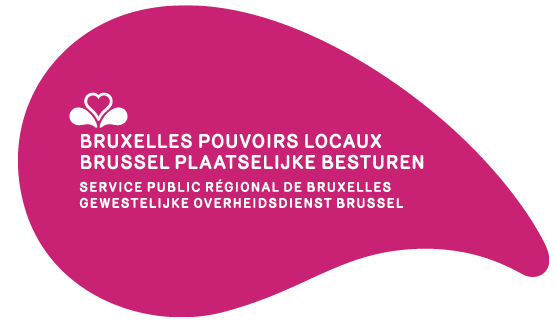 BRUXELLES POUVOIRS LOCAUX
BRUSSEL PLAATSELIJKE BESTUREN
SERVICE PUBLIC RÉGIONAL DE BRUXELLES
GEWESTELIJKE OVERHEIDSDIENST BRUSSEL